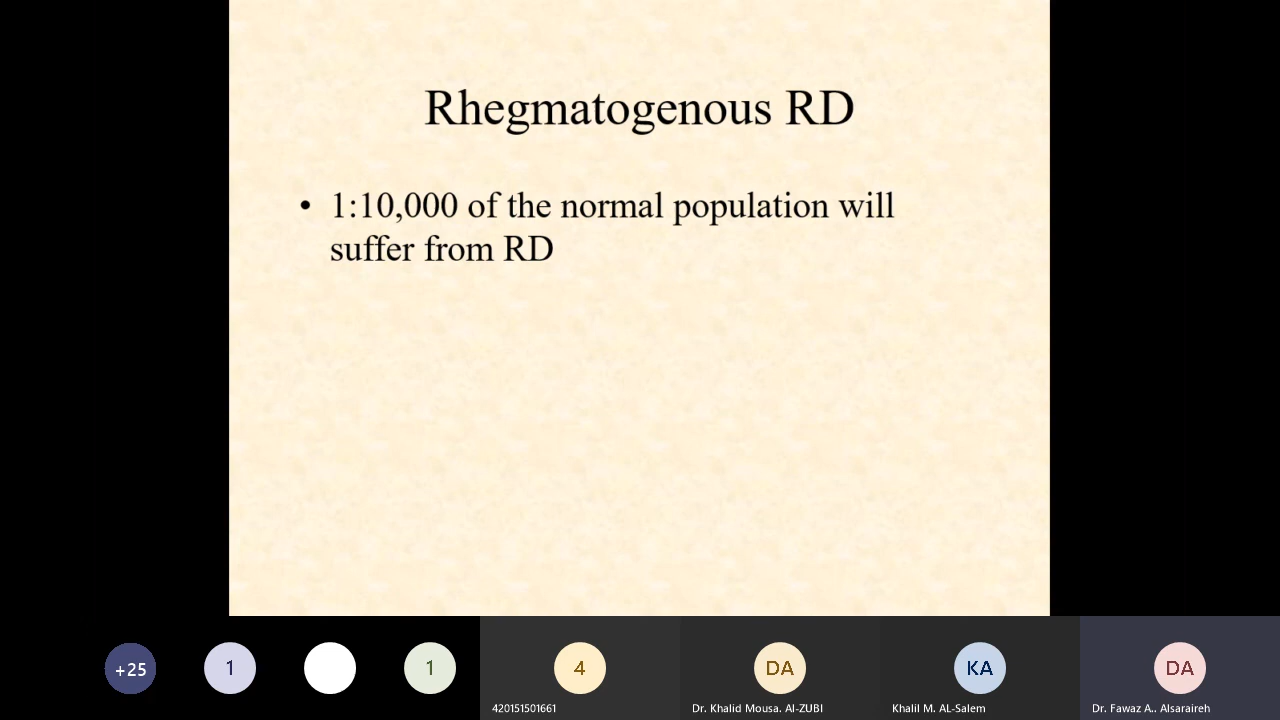 Rhegmatogenous RD
• 1:10,000 of the normal population will
suffer from RD
+25
1
1
4
DA
KA
DA
420151501661
Dr. Khalid Mousa. Al-ZUBI
Khalil M. AL-Salem
Dr. Fawaz A.. Alsaraireh